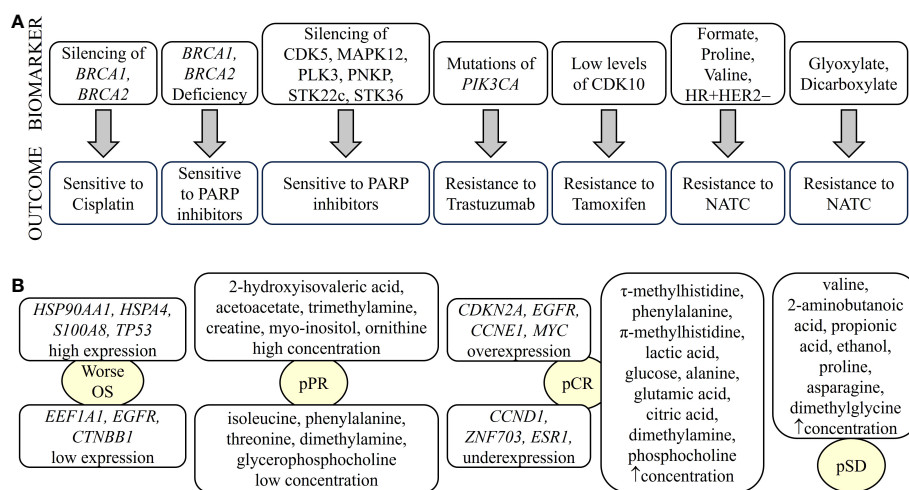 A
BIOMARKER
Silencing of
BRCA1,
BRCA2
BRCA1,
BRCA2
Deficiency
Silencing of
CDK5, MAPK12,
PLK3, PNKP,
STK22c, STK36
Mutations of
PIK3CA
Low levels
of CDK10
Formate,
Proline,
Valine,
HR+HER2−
Glyoxylate,
Dicarboxylate
OUTCOME
Sensitive to
Cisplatin
Sensitive
to PARP
inhibitors
Sensitive to PARP
inhibitors
Resistance to
Trastuzumab
Resistance to
Tamoxifen
Resistance to
NATC
Resistance to
NATC
B
HSP90AA1, HSPA4,
S100A8, TP53
high expression
Worse
OS
EEF1A1, EGFR,
CTNBB1
low expression
2-hydroxyisovaleric acid,
acetoacetate, trimethylamine,
creatine, myo-inositol, ornithine
high concentration
pPR
isoleucine, phenylalanine,
threonine, dimethylamine,
glycerophosphocholine
low concentration
CDKN2A, EGFR,
CCNE1, MYC
overexpression
pCR
CCND1,
ZNF703, ESR1,
underexpression
τ-methylhistidine,
phenylalanine,
π-methylhistidine,
lactic acid,
glucose, alanine,
glutamic acid,
citric acid,
dimethylamine,
phosphocholine
↑concentration
valine,
2-aminobutanoic
acid, propionic
acid, ethanol,
proline,
asparagine,
dimethylglycine
↑concentration
pSD